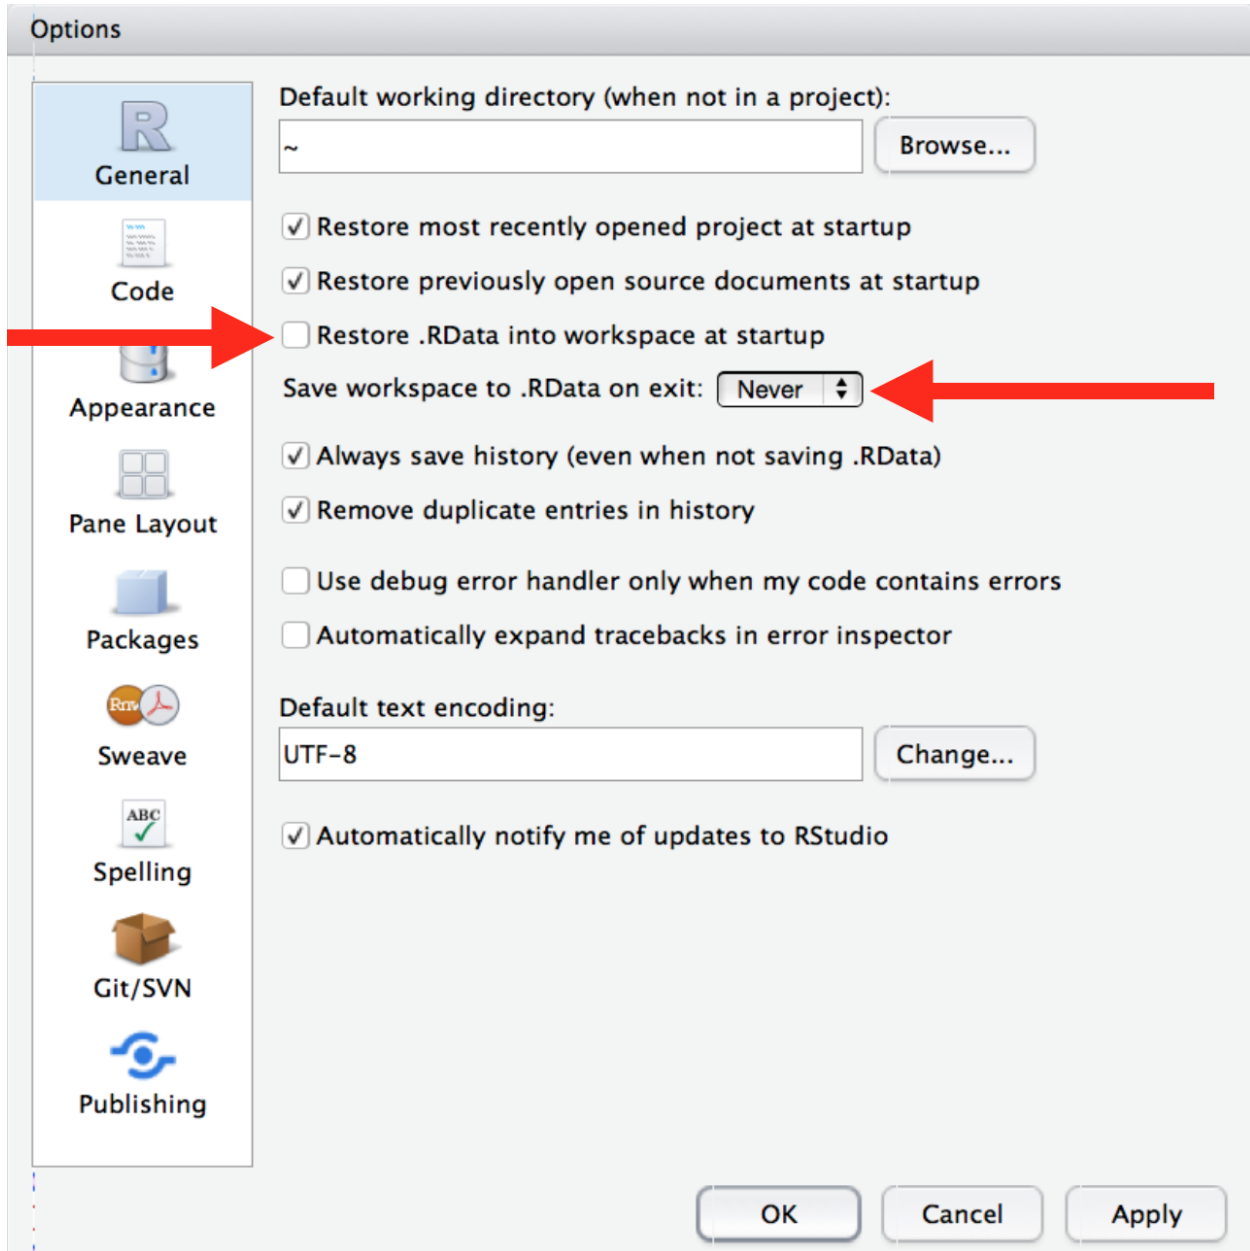 Options
General
Code
Appearance
Pane Layout
Packages
Rnw
Sweave
ABC
Spelling
Git/SVN
Publishing
Default working directory (when not in a project):
~
Browse...
Restore most recently opened project at startup
Restore previously open source documents at startup
Restore .RData into workspace at startup
Save workspace to .RData on exit: Never
Always save history (even when not saving .RData)
Remove duplicate entries in history
Use debug error handler only when my code contains errors
Automatically expand tracebacks in error inspector
Default text encoding:
UTF-8
Change...
Automatically notify me of updates to RStudio
OK Cancel Apply